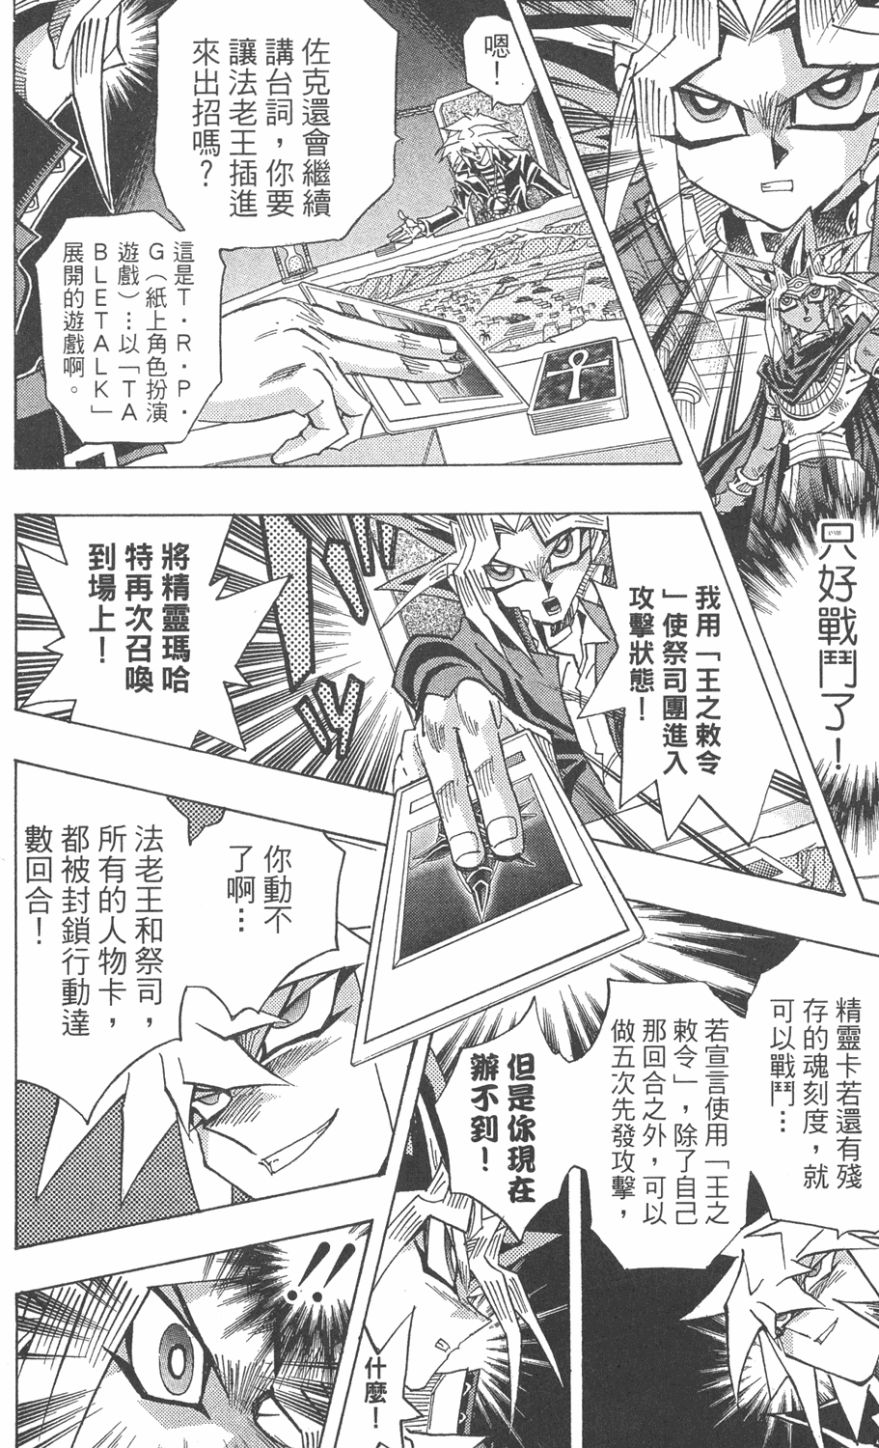 只好戰鬥了！
嗯！
佐克還會繼續
講台詞，你要
讓法老王插進
來出招嗎？
這是Ｔ・Ｒ・Ｐ・
Ｇ（紙上角色扮演
遊戲）…以「ＴＡ
ＢＬＥＴＡＬＫ」
展開的遊戲啊。
我用「王之敕令
」使祭司團進入
攻擊狀態！
將精靈瑪哈
特再次召喚
到場上！
精靈卡若還有殘
存的魂刻度，就
可以戰鬥…
若宣言使用「王之
敕令」，除了自己
那回合之外，可以
做五次先發攻擊，
但是你現在
辦不到！
你動不
了啊…
法老王和祭司，
所有的人物卡，
都被封鎖行動達
數回合！
!!
什麼！